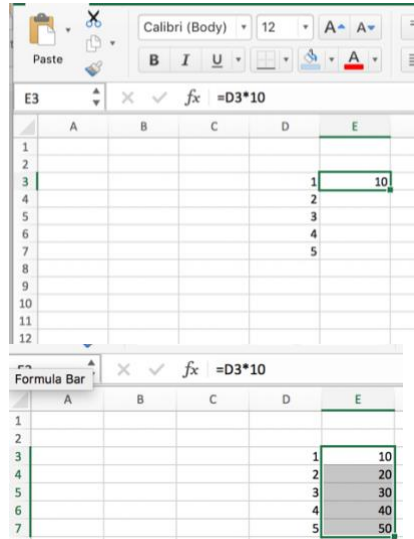 Calibri (Body) 12 A A
Paste B I U A
E3 fx =D3*10
A B C D E
1
2
3 1 10
4 2
5 3
6 4
7 5
8
9
10
11
12
fx =D3*10
Formula Bar
A B C D E
1
2
3 1 10
4 2 20
5 3 30
6 4 40
7 5 50